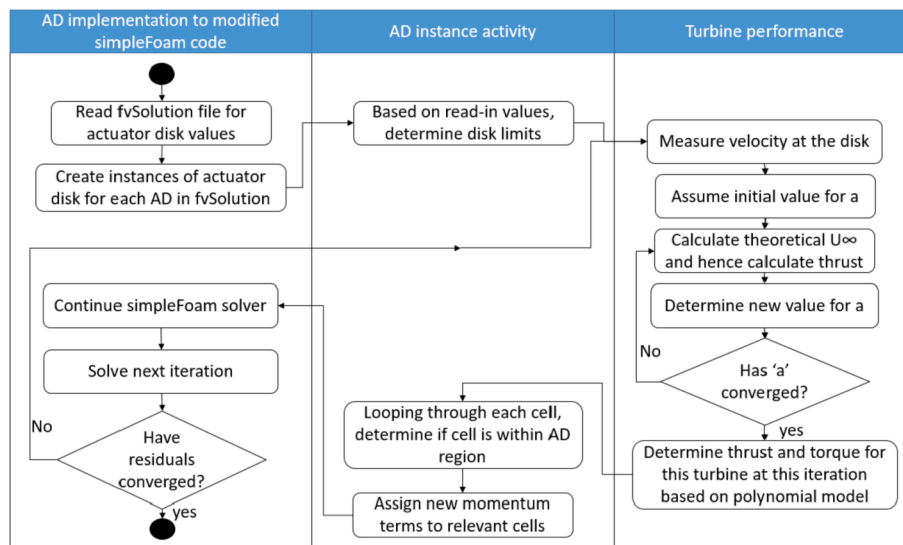 AD implementation to modified
simpleFoam code
AD instance activity
Turbine performance
Read fvSolution file for
actuator disk values
Create instances of actuator
disk for each AD in fvSolution
Based on read-in values,
determine disk limits
Measure velocity at the disk
Assume initial value for a
Calculate theoretical U∞
and hence calculate thrust
Determine new value for a
No
Has 'a'
converged?
yes
Determine thrust and torque for
this turbine at this iteration
based on polynomial model
Looping through each cell,
determine if cell is within AD
region
Assign new momentum
terms to relevant cells
Continue simpleFoam solver
Solve next iteration
No
Have
residuals
converged?
yes